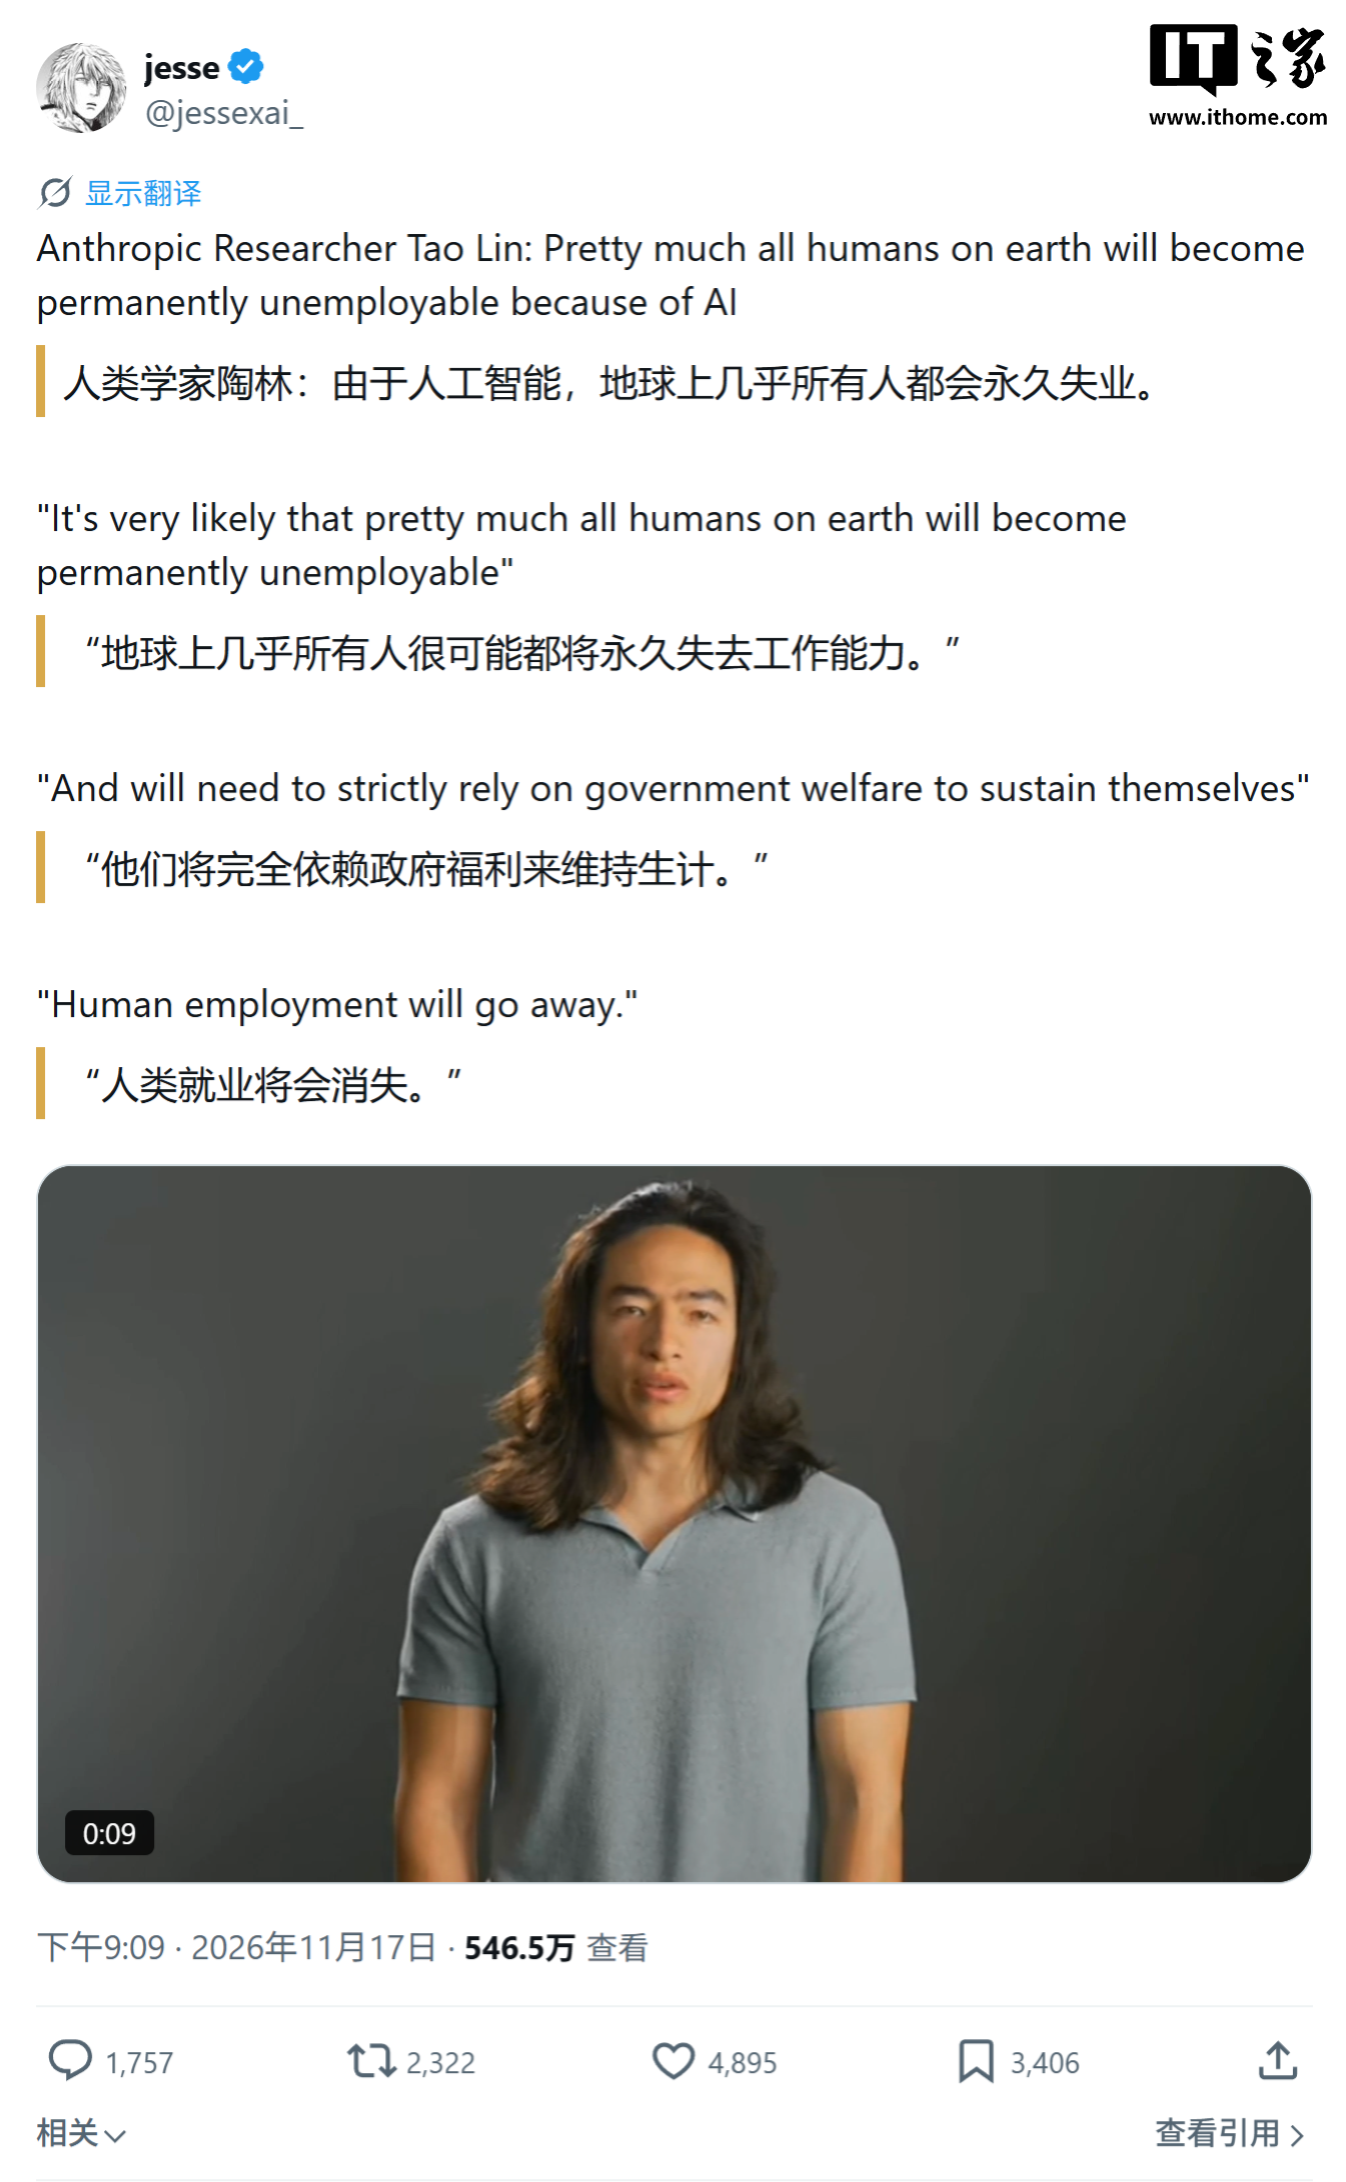 jesse
@jessexai_
IT之家
www.ithome.com
显示翻译
Anthropic Researcher Tao Lin: Pretty much all humans on earth will become
permanently unemployable because of AI
人类学家陶林：由于人工智能，地球上几乎所有人都会永久失业。
"It's very likely that pretty much all humans on earth will become
permanently unemployable"
“地球上几乎所有人很可能都将永久失去工作能力。”
"And will need to strictly rely on government welfare to sustain themselves"
“他们将完全依赖政府福利来维持生计。”
"Human employment will go away."
“人类就业将会消失。”
0:09
下午9:09 · 2026年11月17日 · 546.5万 查看
1,757 2,322 4,895 3,406
相关 查看引用